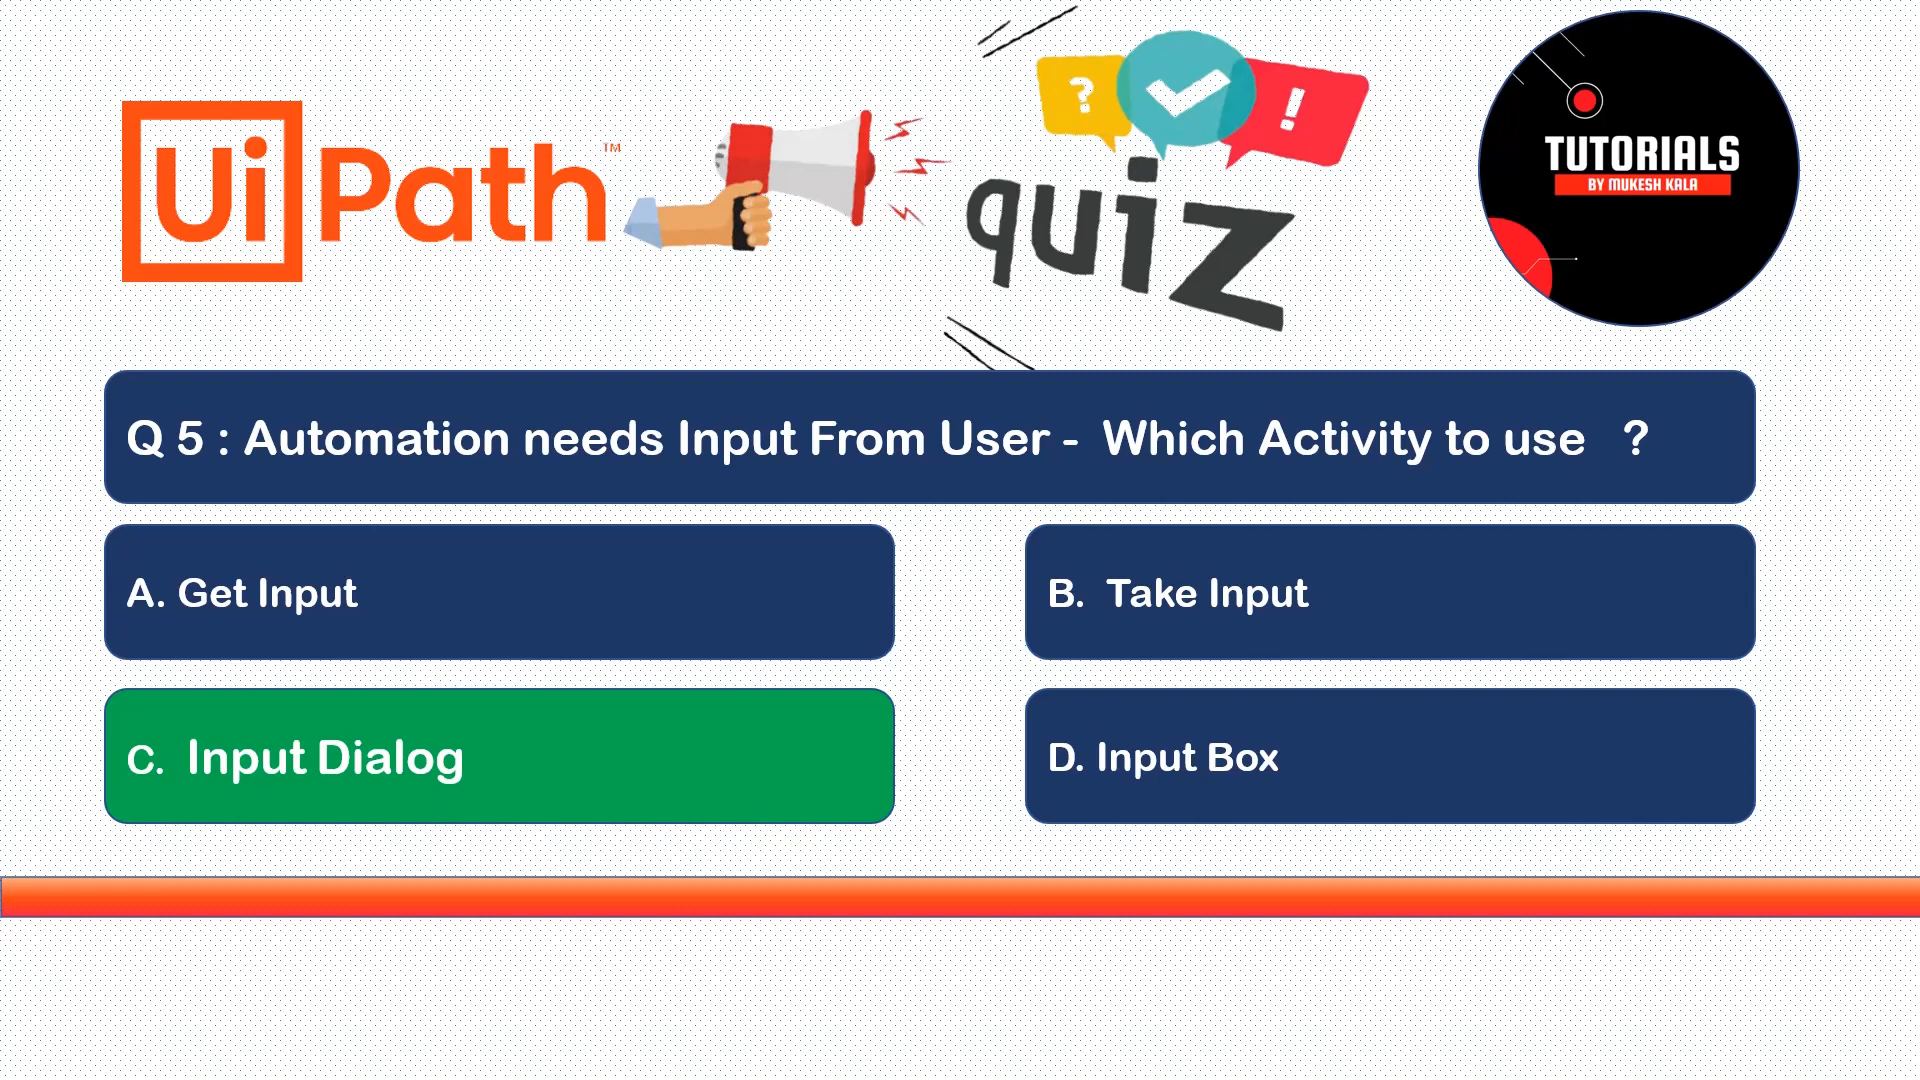 UiPath™
?
!
quiz
TUTORIALS
BY MUKESH KALA
Q 5 : Automation needs Input From User - Which Activity to use ?
A. Get Input
B. Take Input
C. Input Dialog
D. Input Box